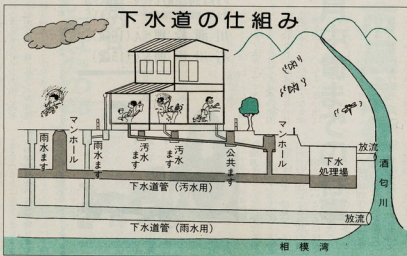 下水道の仕組み
雨水ます
マンホール
雨水ます
汚水ます
汚水ます
公共ます
マンホール
下水処理場
放流
酒匂川
下水道管(汚水用)
下水道管(雨水用)
放流
相模湾